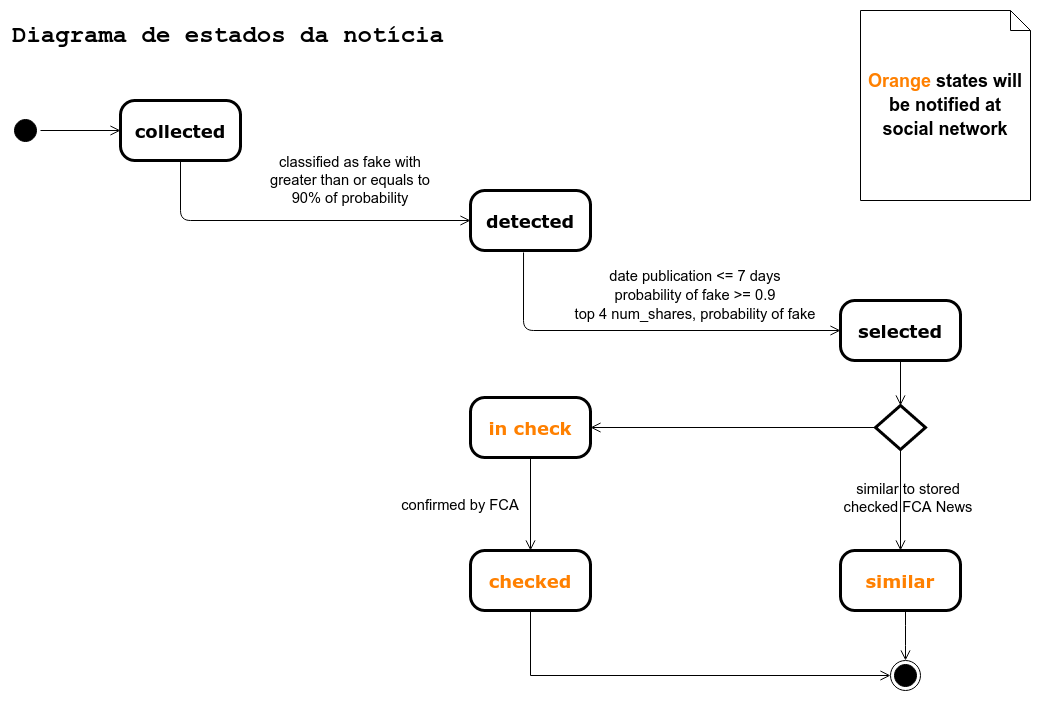 Diagrama de estados da notícia
Orange states will
be notified at
social network
collected
classified as fake with
greater than or equals to
90% of probability
detected
date publication <= 7 days
probability of fake >= 0.9
top 4 num_shares, probability of fake
selected
in check
confirmed by FCA
similar to stored
checked FCA News
checked
similar